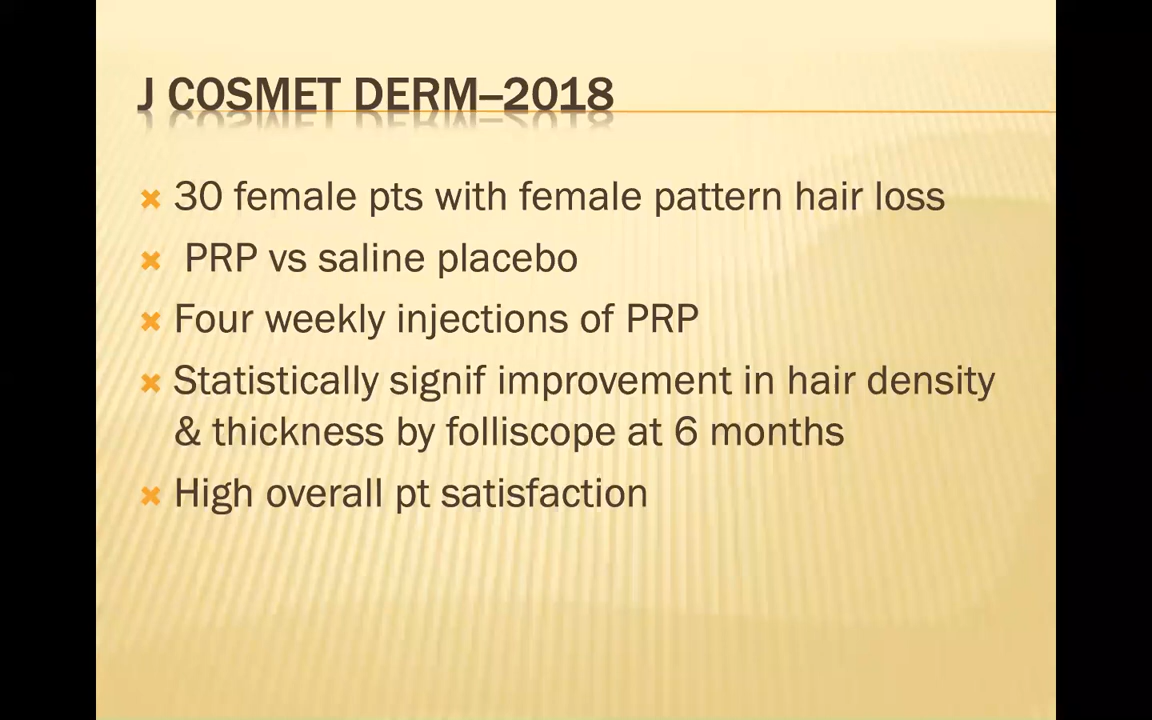 J COSMET DERM–2018
30 female pts with female pattern hair loss
PRP vs saline placebo
Four weekly injections of PRP
Statistically signif improvement in hair density
& thickness by folliscope at 6 months
High overall pt satisfaction